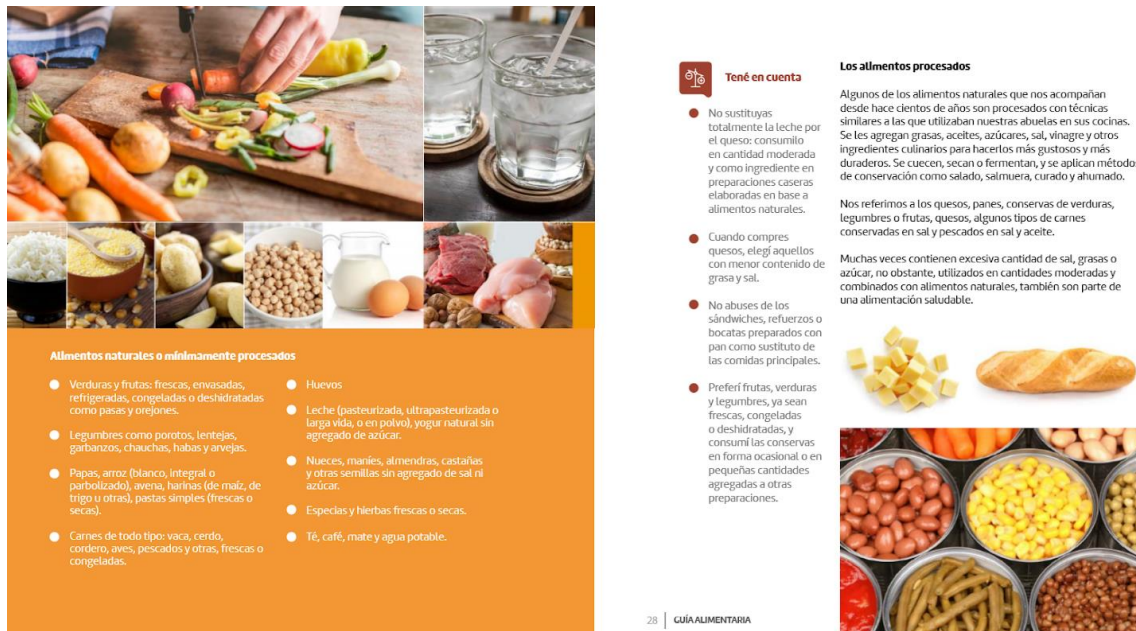 Alimentos naturales o mínimamente procesados
Verduras y frutas: frescas, envasadas,
refrigeradas, congeladas o deshidratadas
como pasas y orejones.
Legumbres como porotos, lentejas,
garbanzos, chauchas, habas y arvejas.
Papas, arroz (blanco, integral o
parbolizado), avena, harinas (de maíz, de
trigo u otras), pastas simples (frescas o
secas).
Carnes de todo tipo: vaca, cerdo,
cordero, aves, pescados y otras, frescas o
congeladas.
Huevos
Leche (pasteurizada, ultrapasteurizada o
larga vida, o en polvo), yogur natural sin
agregado de azúcar.
Nueces, maníes, almendras, castañas
y otras semillas sin agregado de sal ni
azúcar.
Especias y hierbas frescas o secas.
Té, café, mate y agua potable.
Tené en cuenta
No sustituyas
totalmente la leche por
el queso: consumilo
en cantidad moderada
y como ingrediente en
preparaciones caseras
elaboradas en base a
alimentos naturales.
Cuando compres
quesos, elegí aquellos
con menor contenido de
grasa y sal.
No abuses de los
sándwiches, refuerzos o
bocatas preparados con
pan como sustituto de
las comidas principales.
Preferí frutas, verduras
y legumbres, ya sean
frescas, congeladas
o deshidratadas, y
consumí las conservas
en forma ocasional o en
pequeñas cantidades
agregadas a otras
preparaciones.
Los alimentos procesados
Algunos de los alimentos naturales que nos acompañan
desde hace cientos de años son procesados con técnicas
similares a las que utilizaban nuestras abuelas en sus cocinas.
Se les agregan grasas, aceites, azúcares, sal, vinagre y otros
ingredientes culinarios para hacerlos más gustosos y más
duraderos. Se cuecen, secan o fermentan, y se aplican método
de conservación como salado, salmuera, curado y ahumado.
Nos referimos a los quesos, panes, conservas de verduras,
legumbres o frutas, quesos, algunos tipos de carnes
conservadas en sal y pescados en sal y aceite.
Muchas veces contienen excesiva cantidad de sal, grasas o
azúcar, no obstante, utilizados en cantidades moderadas y
combinados con alimentos naturales, también son parte de
una alimentación saludable.
28 | GUÍA ALIMENTARIA